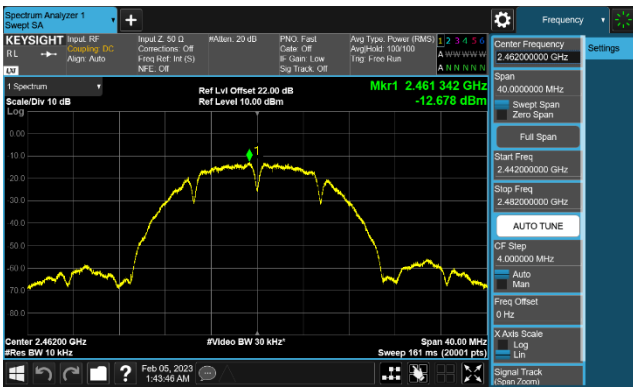 Spectrum Analyzer 1
Swept SA
+
Frequency
KEYSIGHT
RL
LXI
Input: RF
Coupling: DC
Align: Auto
Input Z: 50 Ω
Corrections: Off
Freq Ref: Int (S)
NFE: Off
#Atten: 20 dB
PNO: Fast
Gate: Off
IF Gain: Low
Sig Track: Off
Avg Type: Power (RMS)
Avg|Hold: 100/100
Trig: Free Run
1 2 3 4 5 6
A W W W W W
A N N N N N
1 Spectrum
Scale/Div 10 dB
Log
Ref Lvl Offset 22.00 dB
Ref Level 10.00 dBm
Mkr1 2.461 342 GHz
-12.678 dBm
1
0.00
-10.0
-20.0
-30.0
-40.0
-50.0
-60.0
-70.0
-80.0
Center 2.46200 GHz
#Res BW 10 kHz
#Video BW 30 kHz*
Span 40.00 MHz
Sweep 161 ms (20001 pts)
Center Frequency
2.462000000 GHz
Span
40.0000000 MHz
Swept Span
Zero Span
Full Span
Start Freq
2.442000000 GHz
Stop Freq
2.482000000 GHz
AUTO TUNE
CF Step
4.000000 MHz
Auto
Man
Freq Offset
0 Hz
X Axis Scale
Log
Lin
Signal Track
(Span Zoom)
Settings
?
Feb 05, 2023
1:43:46 AM